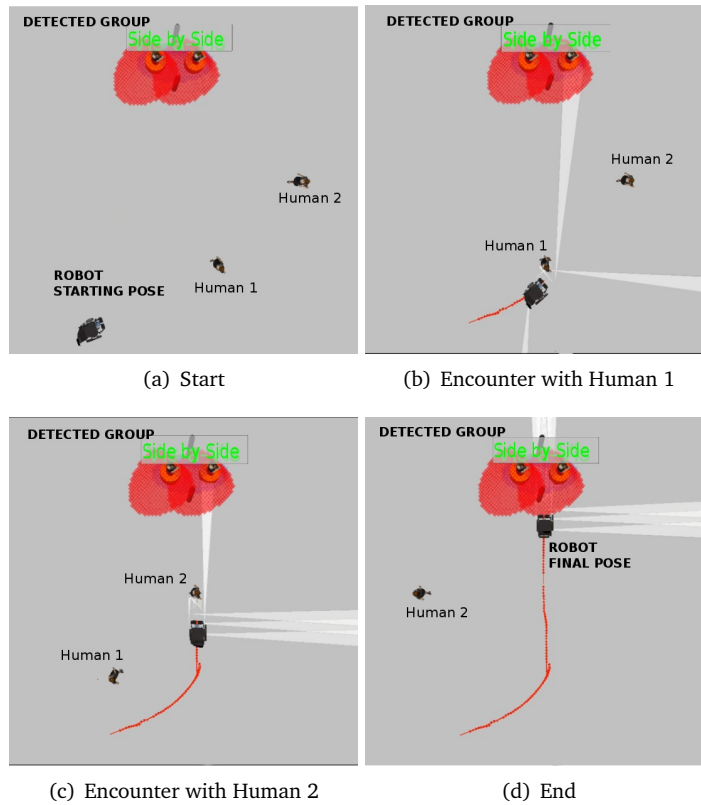 DETECTED GROUP
Side by Side
Human 2
Human 1
ROBOT
STARTING POSE
(a) Start
DETECTED GROUP
Side by Side
Human 2
Human 1
(b) Encounter with Human 1
DETECTED GROUP
Side by Side
Human 2
Human 1
(c) Encounter with Human 2
DETECTED GROUP
Side by Side
ROBOT
FINAL POSE
Human 2
(d) End